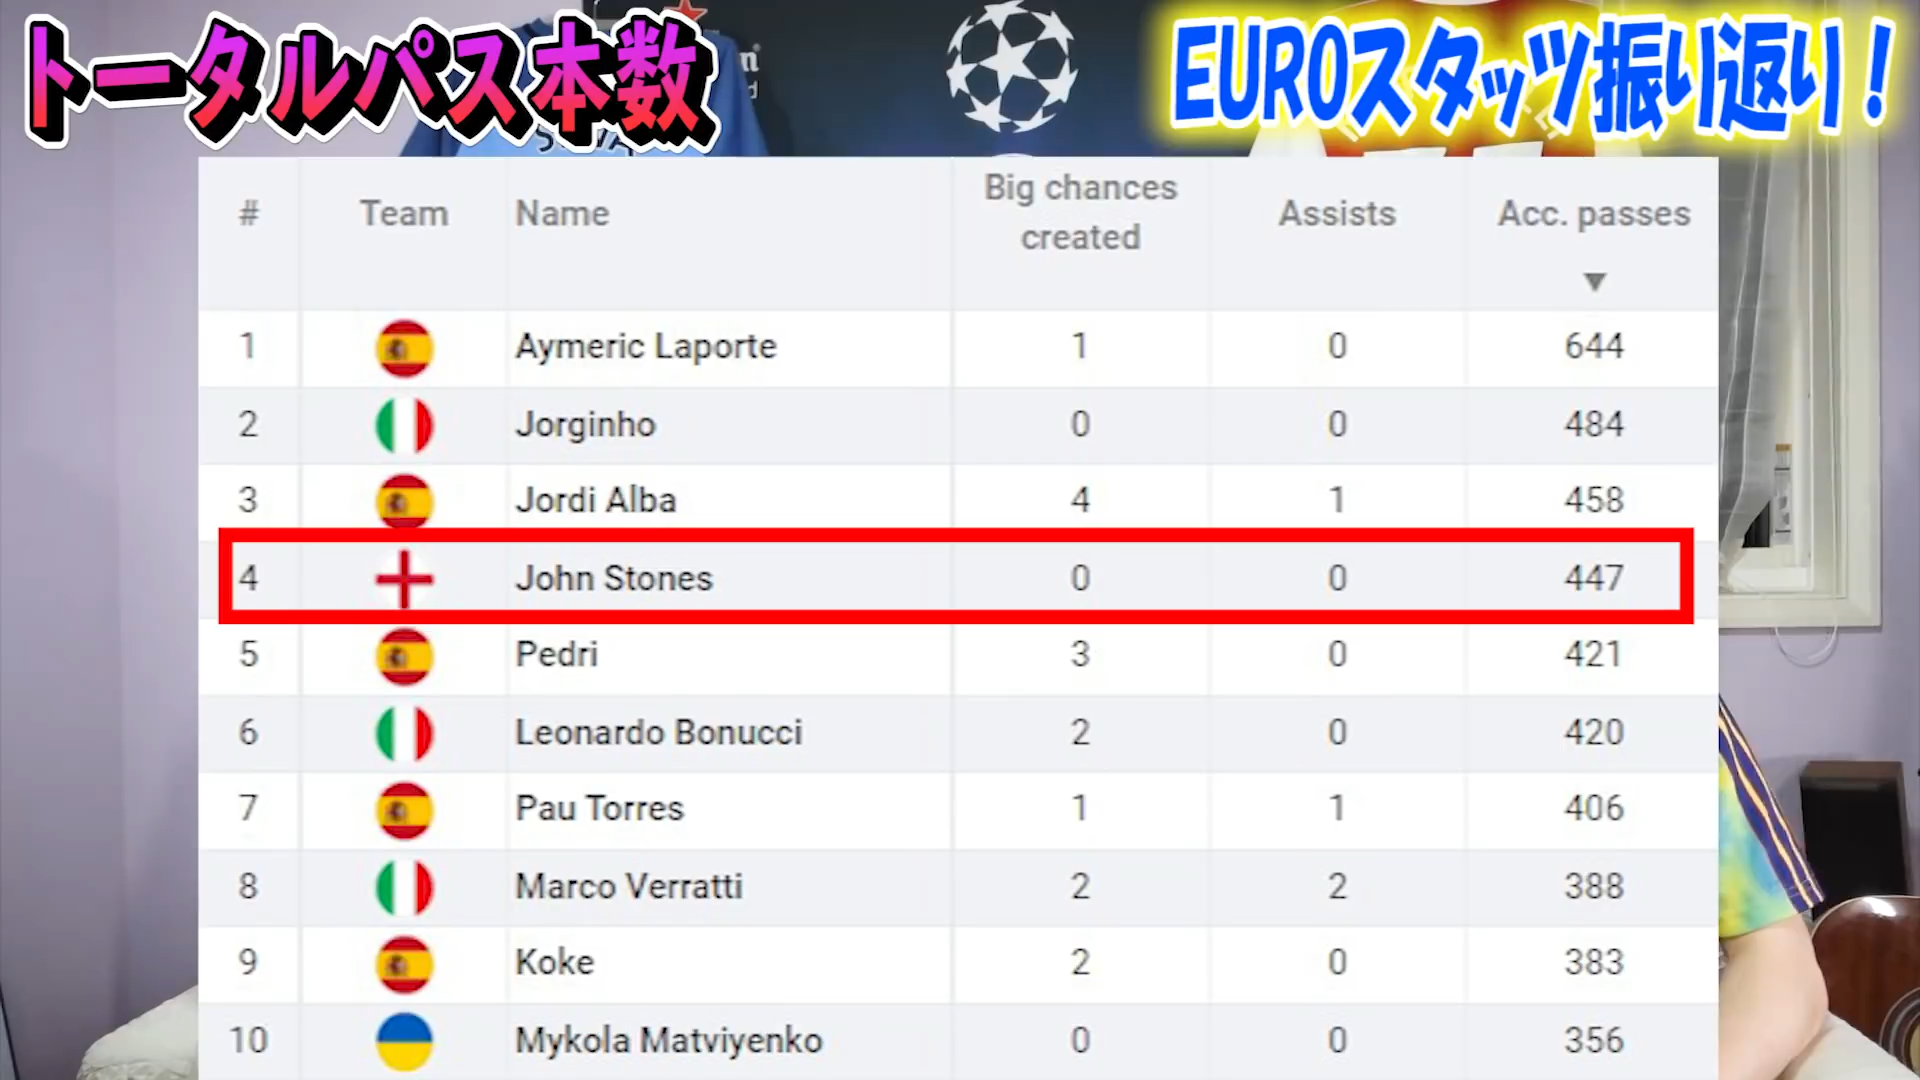 トータルパス本数
EUROスタッツ振り返り！
# Team Name Big chances created Assists Acc. passes ▼
1 Aymeric Laporte 1 0 644
2 Jorginho 0 0 484
3 Jordi Alba 4 1 458
4 John Stones 0 0 447
5 Pedri 3 0 421
6 Leonardo Bonucci 2 0 420
7 Pau Torres 1 1 406
8 Marco Verratti 2 2 388
9 Koke 2 0 383
10 Mykola Matviyenko 0 0 356